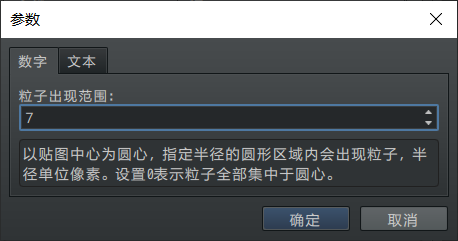 参数
数字 文本
粒子出现范围:
7
以贴图中心为圆心，指定半径的圆形区域内会出现粒子，半
径单位像素。设置0表示粒子全部集中于圆心。
确定 取消